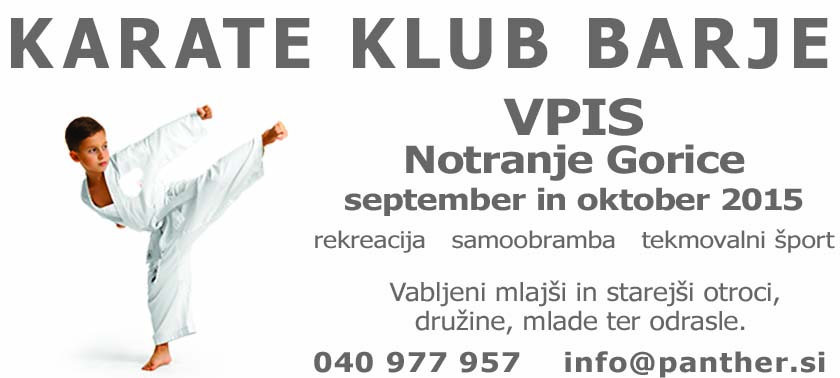 KARATE KLUB BARJE
VPIS
Notranje Gorice
september in oktober 2015
rekreacija samoobramba tekmovalni šport
Vabljeni mlajši in starejši otroci,
družine, mlade ter odrasle.
040 977 957 info@panther.si